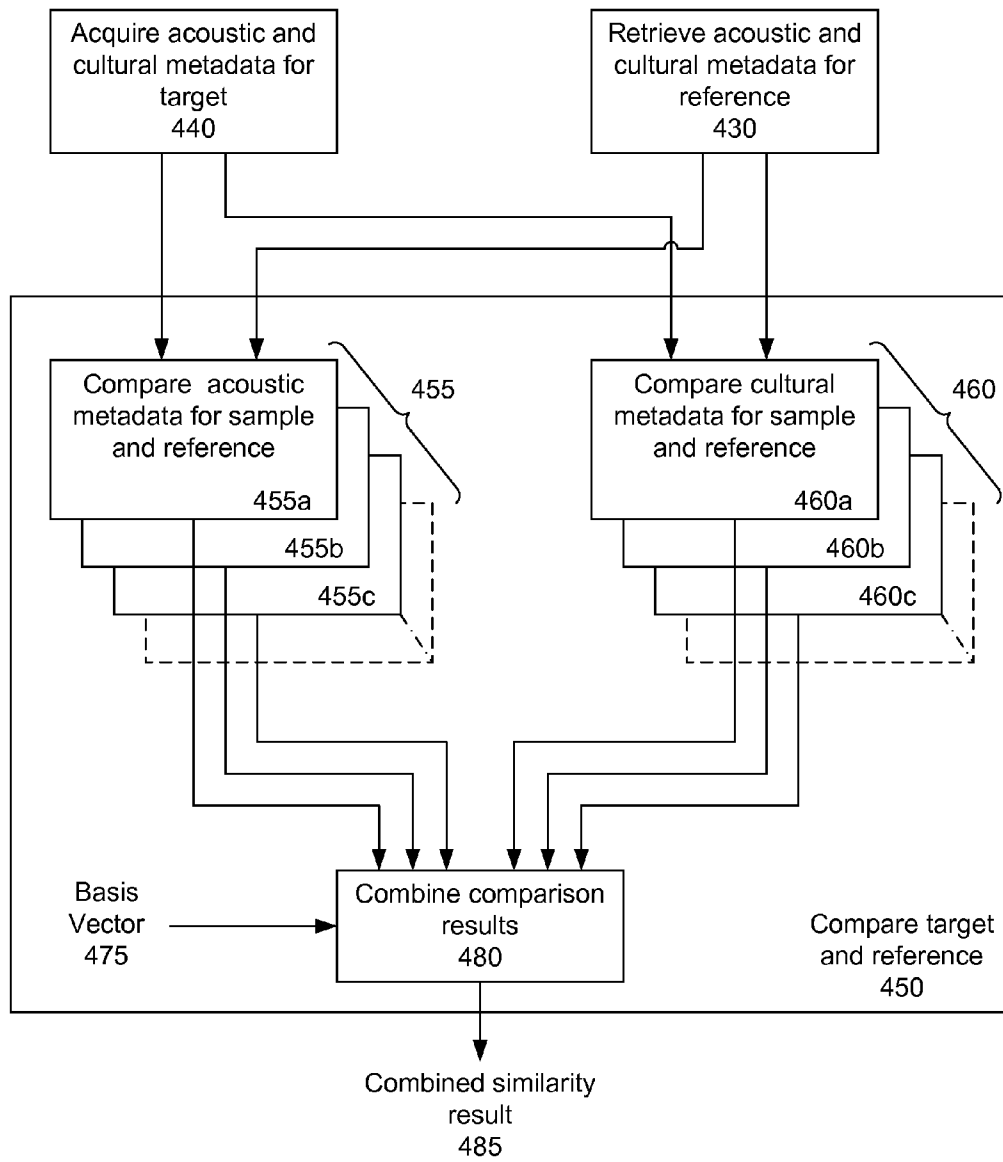 Acquire acoustic and
cultural metadata for
target
440
Retrieve acoustic and
cultural metadata for
reference
430
Compare acoustic
metadata for sample
and reference
455a
455b
455c
455
Compare cultural
metadata for sample
and reference
460a
460b
460c
460
Basis
Vector
475
Combine comparison
results
480
Compare target
and reference
450
Combined similarity
result
485